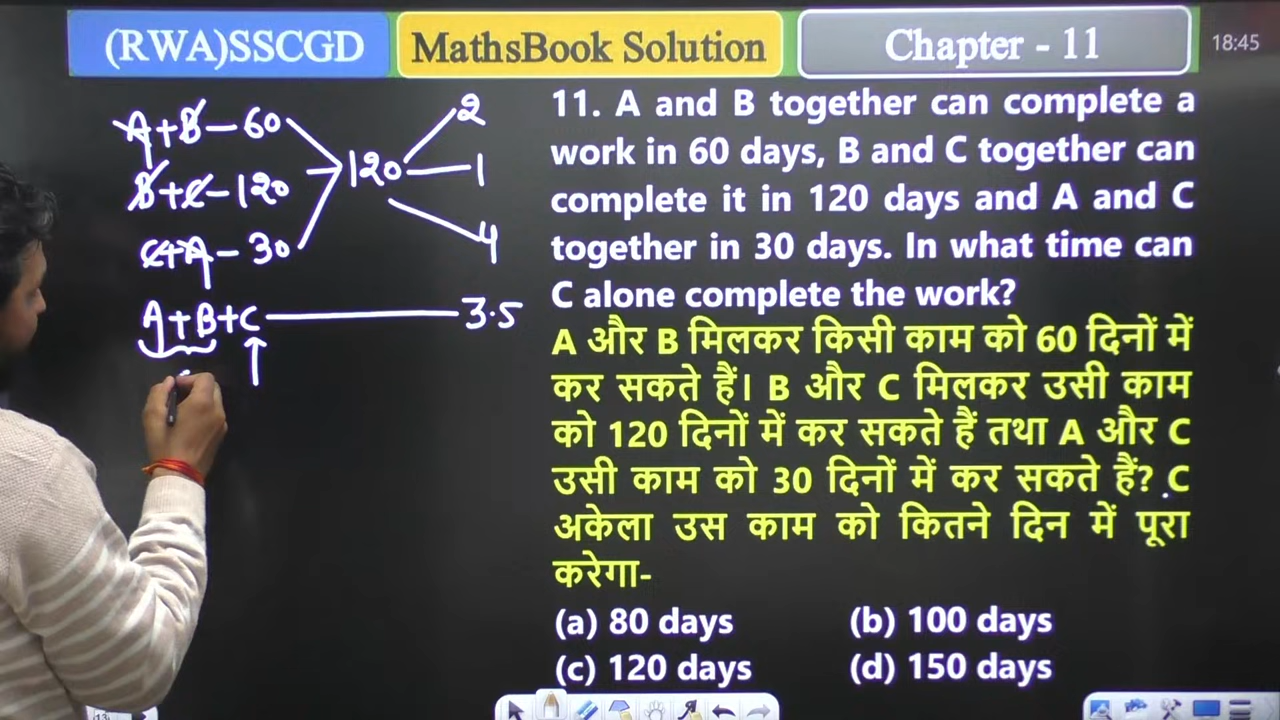 (RWA)SSCGD
MathsBook Solution
Chapter - 11
18:45
A+B-60
B+C-120
C+A-30
120
2
1
4
A+B+C
3.5
11. A and B together can complete a
work in 60 days, B and C together can
complete it in 120 days and A and C
together in 30 days. In what time can
C alone complete the work?
A और B मिलकर किसी काम को 60 दिनों में
कर सकते हैं। B और C मिलकर उसी काम
को 120 दिनों में कर सकते हैं तथा A और C
उसी काम को 30 दिनों में कर सकते हैं? C
अकेला उस काम को कितने दिन में पूरा
करेगा-
(a) 80 days (b) 100 days
(c) 120 days (d) 150 days